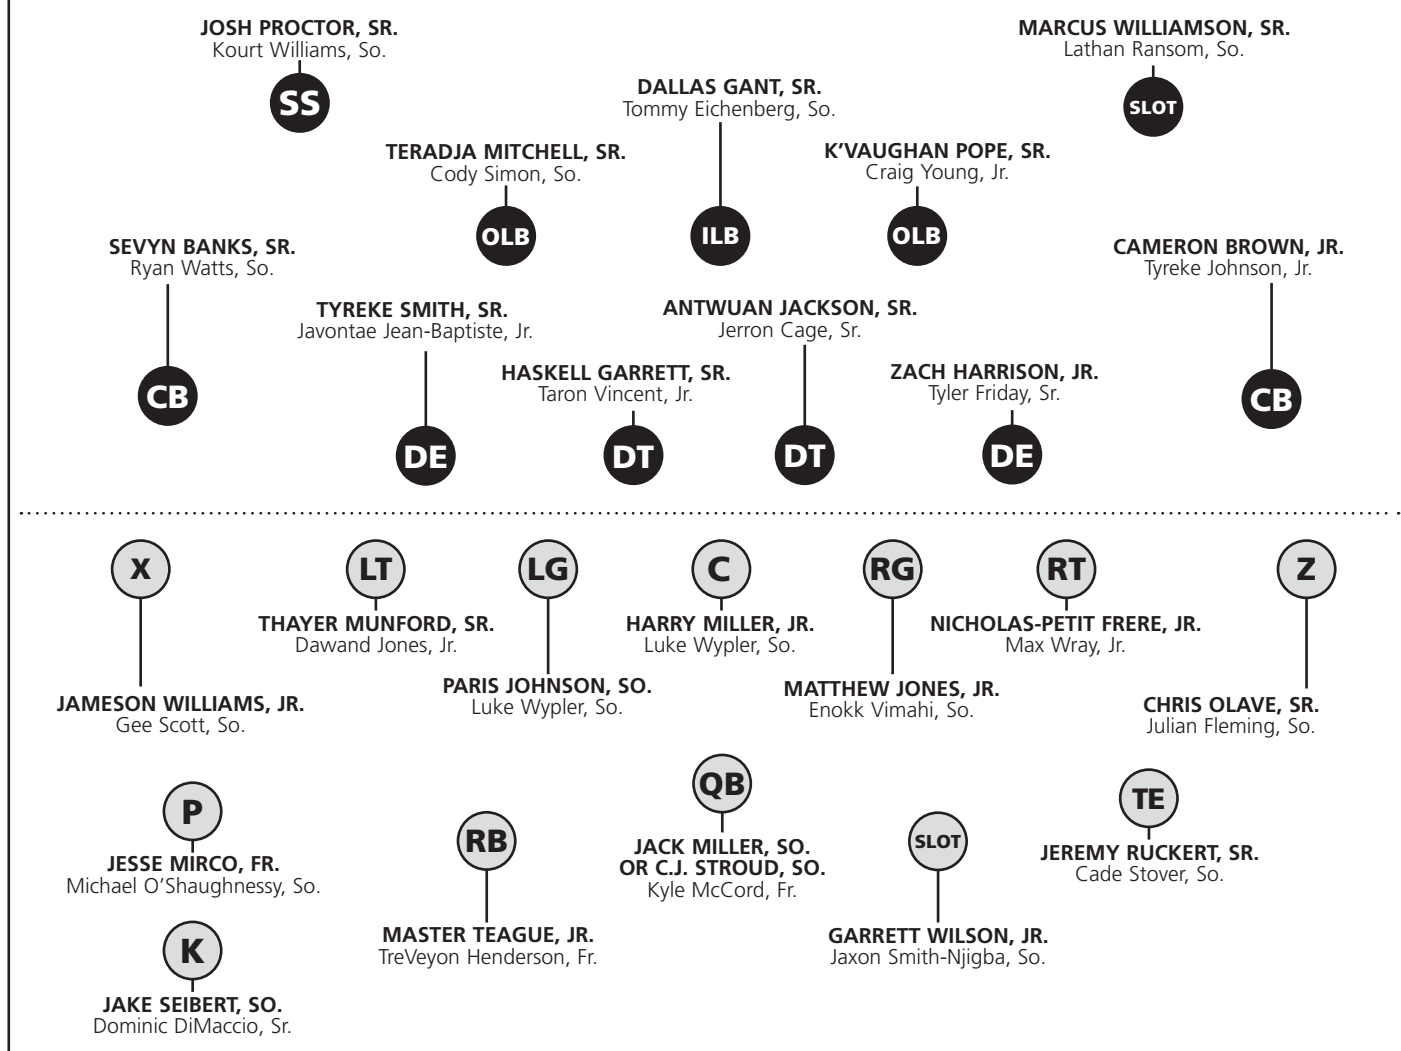 JOSH PROCTOR, SR.
Kourt Williams, So.
SS
MARCUS WILLIAMSON, SR.
Lathan Ransom, So.
SLOT
DALLAS GANT, SR.
Tommy Eichenberg, So.
ILB
TERADJA MITCHELL, SR.
Cody Simon, So.
OLB
K’VAUGHAN POPE, SR.
Craig Young, Jr.
OLB
SEVYN BANKS, SR.
Ryan Watts, So.
CB
CAMERON BROWN, JR.
Tyreke Johnson, Jr.
CB
TYREKE SMITH, SR.
Javontae Jean-Baptiste, Jr.
DE
ANTWUAN JACKSON, SR.
Jerron Cage, Sr.
DT
HASKELL GARRETT, SR.
Taron Vincent, Jr.
DT
ZACH HARRISON, JR.
Tyler Friday, Sr.
DE
X
JAMESON WILLIAMS, JR.
Gee Scott, So.
LT
THAYER MUNFORD, SR.
Dawand Jones, Jr.
LG
PARIS JOHNSON, SO.
Luke Wypler, So.
C
HARRY MILLER, JR.
Luke Wypler, So.
RG
MATTHEW JONES, JR.
Enokk Vimahi, So.
RT
NICHOLAS-PETIT FRERE, JR.
Max Wray, Jr.
Z
CHRIS OLAVE, SR.
Julian Fleming, So.
P
JESSE MIRCO, FR.
Michael O’Shaughnessy, So.
RB
MASTER TEAGUE, JR.
TreVeyon Henderson, Fr.
QB
JACK MILLER, SO.
OR C.J. STROUD, SO.
Kyle McCord, Fr.
SLOT
GARRETT WILSON, JR.
Jaxon Smith-Njigba, So.
TE
JEREMY RUCKERT, SR.
Cade Stover, So.
K
JAKE SEIBERT, SO.
Dominic DiMaccio, Sr.